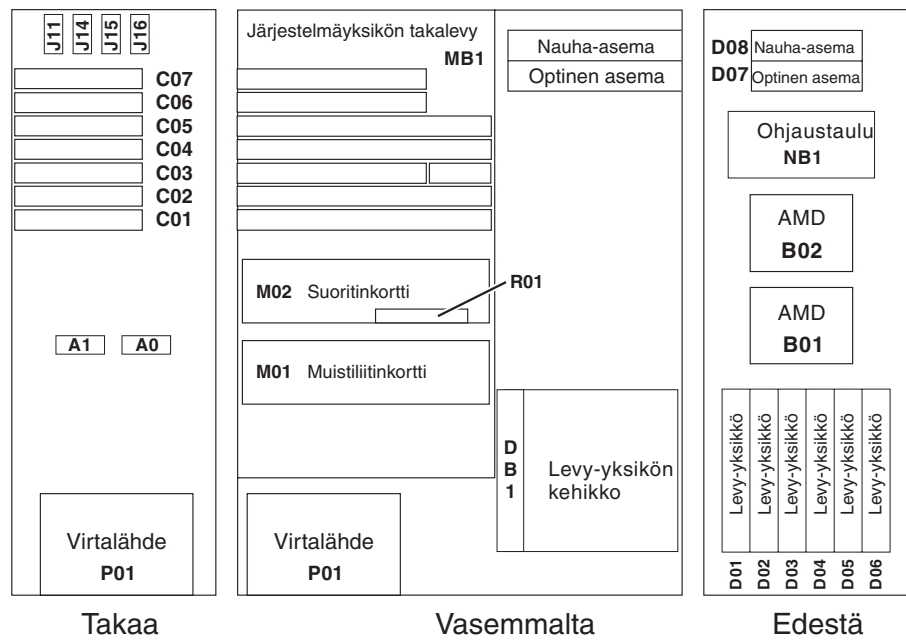 J11
J14
J15
J16
C07
C06
C05
C04
C03
C02
C01
A1
A0
Virtalähde
P01
Takaa
Järjestelmäyksikön takalevy
MB1
Nauha-asema
Optinen asema
M02 Suoritinkortti
R01
M01 Muistiliitinkortti
D
B
1
Levy-yksikön
kehikko
Virtalähde
P01
Vasemmalta
D08 Nauha-asema
D07 Optinen asema
Ohjaustaulu
NB1
AMD
B02
AMD
B01
Levy-yksikkö
Levy-yksikkö
Levy-yksikkö
Levy-yksikkö
Levy-yksikkö
Levy-yksikkö
D01
D02
D03
D04
D05
D06
Edestä